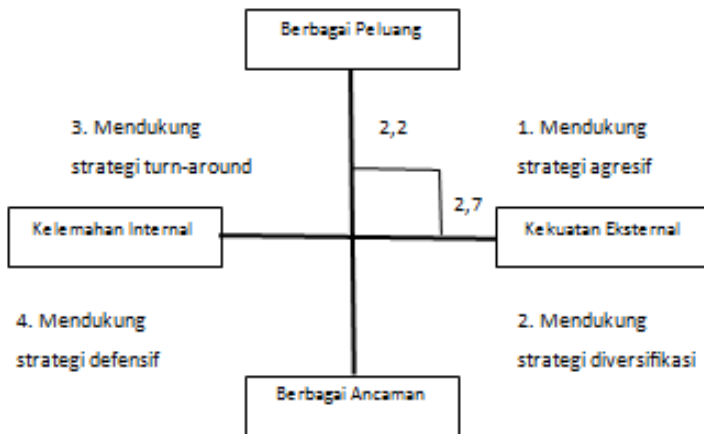 Berbagai Peluang
3. Mendukung
strategi turn-around
2,2
1. Mendukung
strategi agresif
2,7
Kelemahan Internal
Kekuatan Eksternal
4. Mendukung
strategi defensif
2. Mendukung
strategi diversifikasi
Berbagai Ancaman